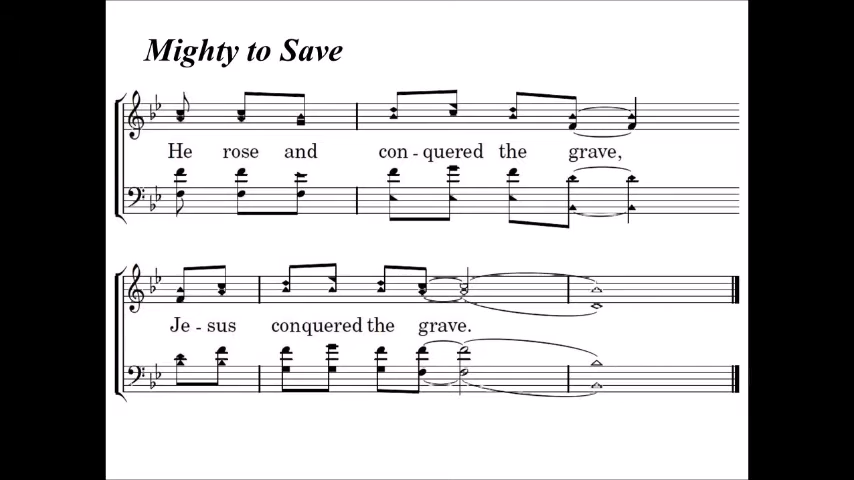 Mighty to Save
He rose and con - quered the grave,
Je - sus conquered the grave.